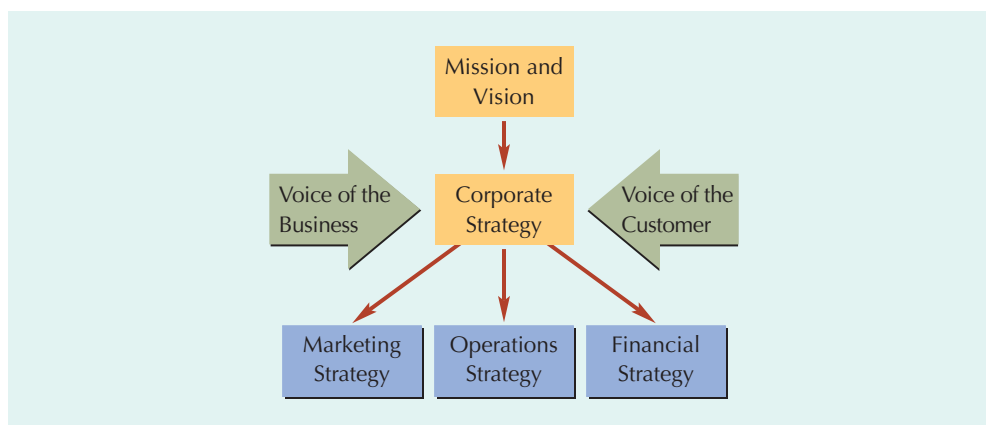 Mission and
Vision
Voice of the
Business
Corporate
Strategy
Voice of the
Customer
Marketing
Strategy
Operations
Strategy
Financial
Strategy